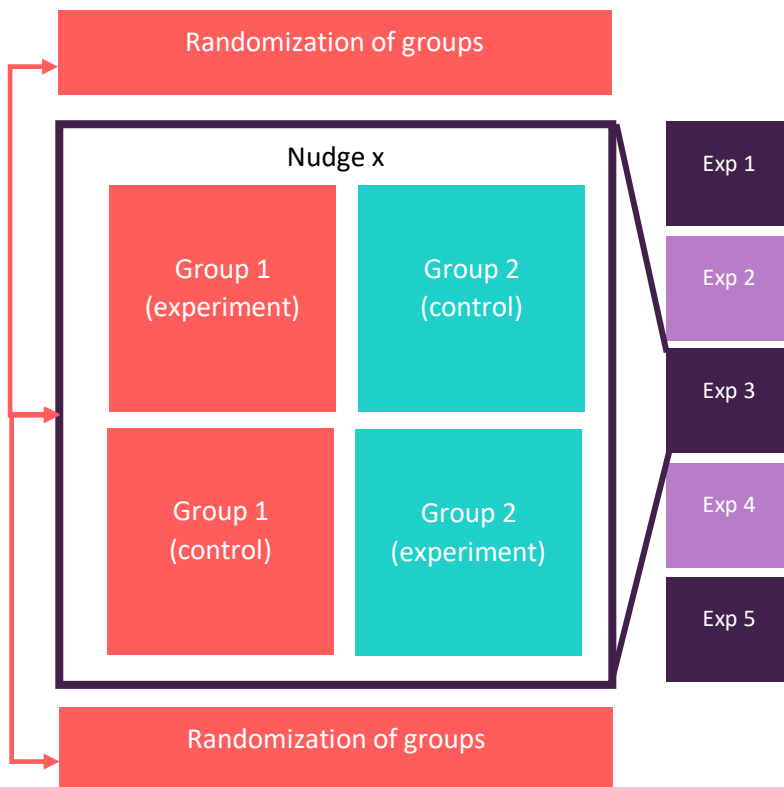 Randomization of groups
Nudge x
Group 1
(experiment)
Group 2
(control)
Group 1
(control)
Group 2
(experiment)
Randomization of groups
Exp 1
Exp 2
Exp 3
Exp 4
Exp 5